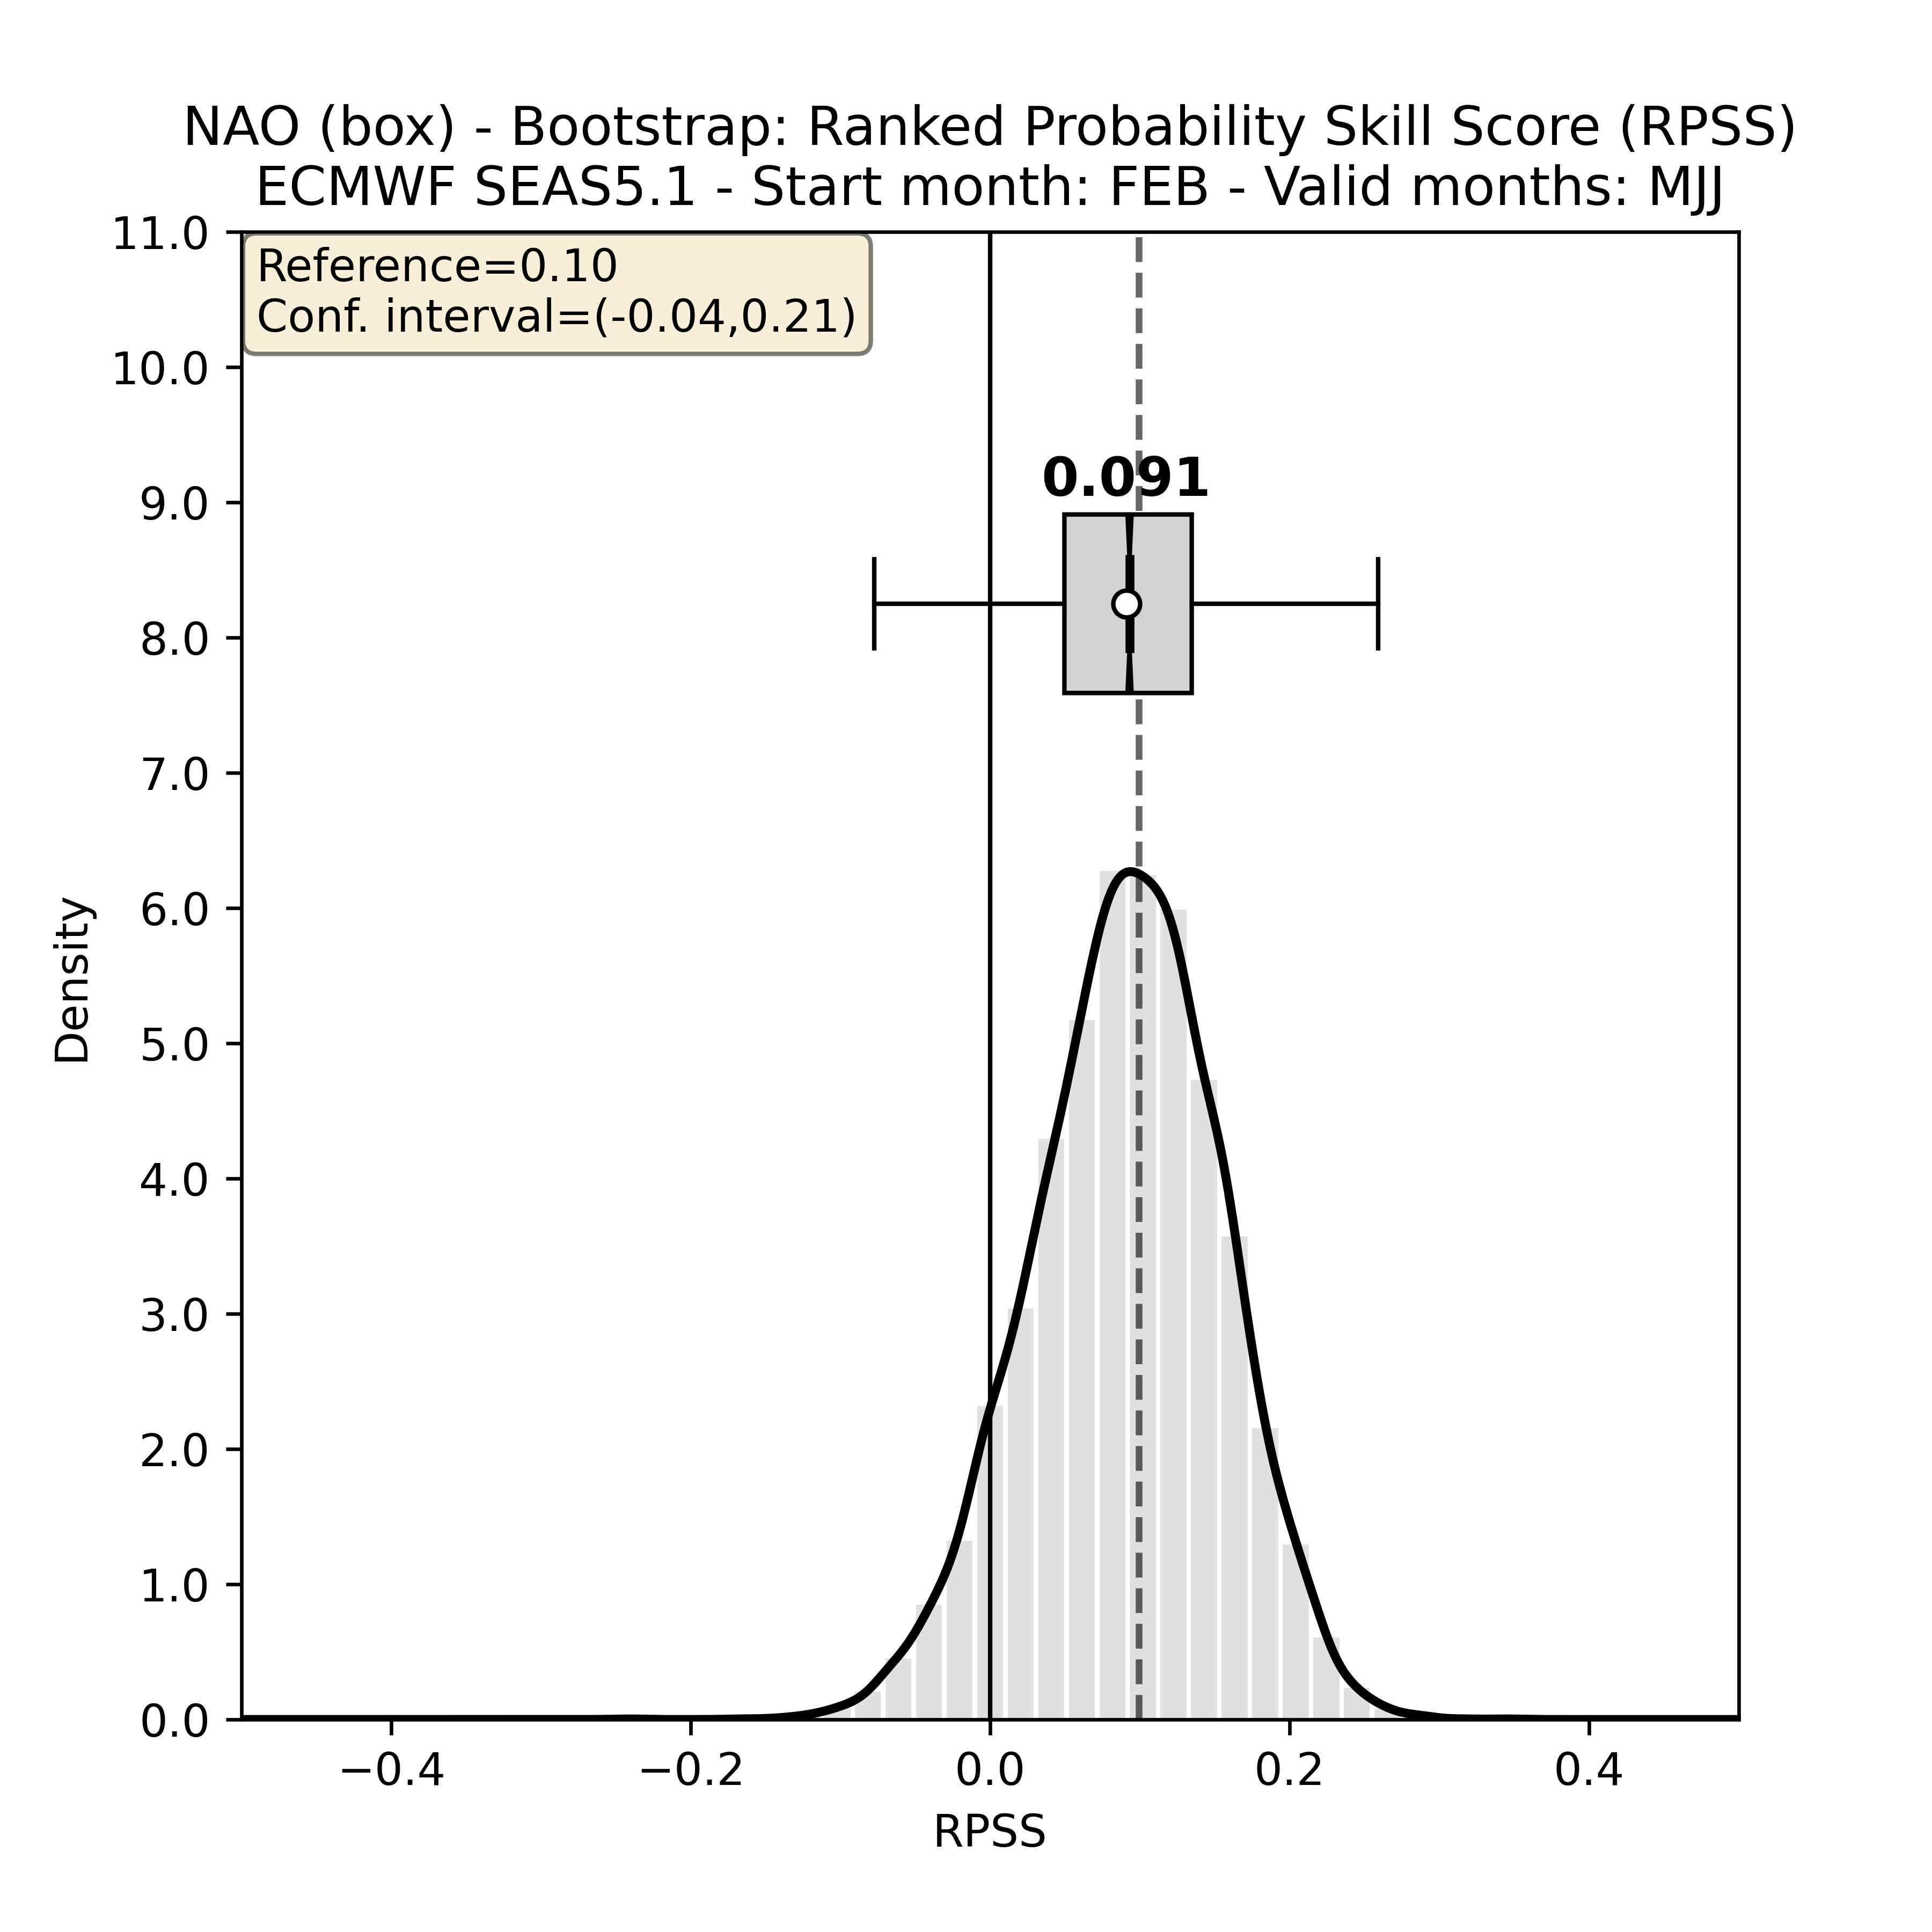 NAO (box) - Bootstrap: Ranked Probability Skill Score (RPSS)
ECMWF SEAS5.1 - Start month: FEB - Valid months: MJJ
Reference=0.10
Conf. interval=(-0.04,0.21)
0.091
11.0
10.0
9.0
8.0
7.0
6.0
5.0
4.0
3.0
2.0
1.0
0.0
Density
−0.4 −0.2 0.0 0.2 0.4
RPSS